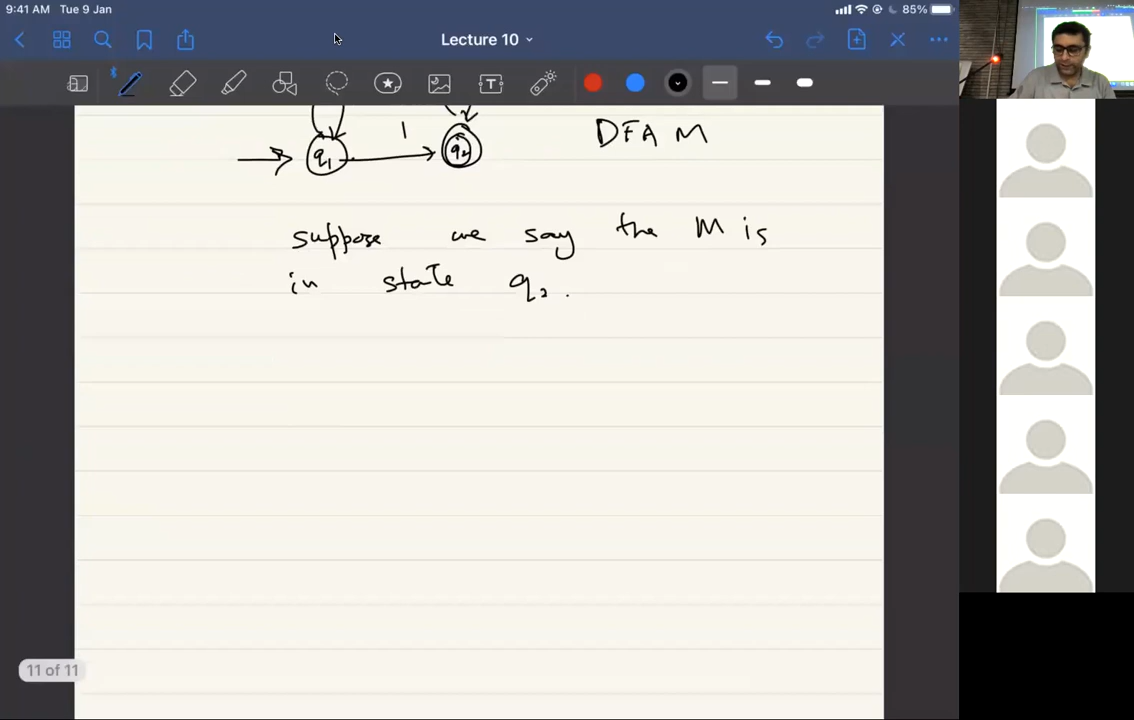 9:41 AM Tue 9 Jan
85%
Lecture 10
T
1
q1
q2
DFA M
suppose we say the M is
in state q2.
11 of 11